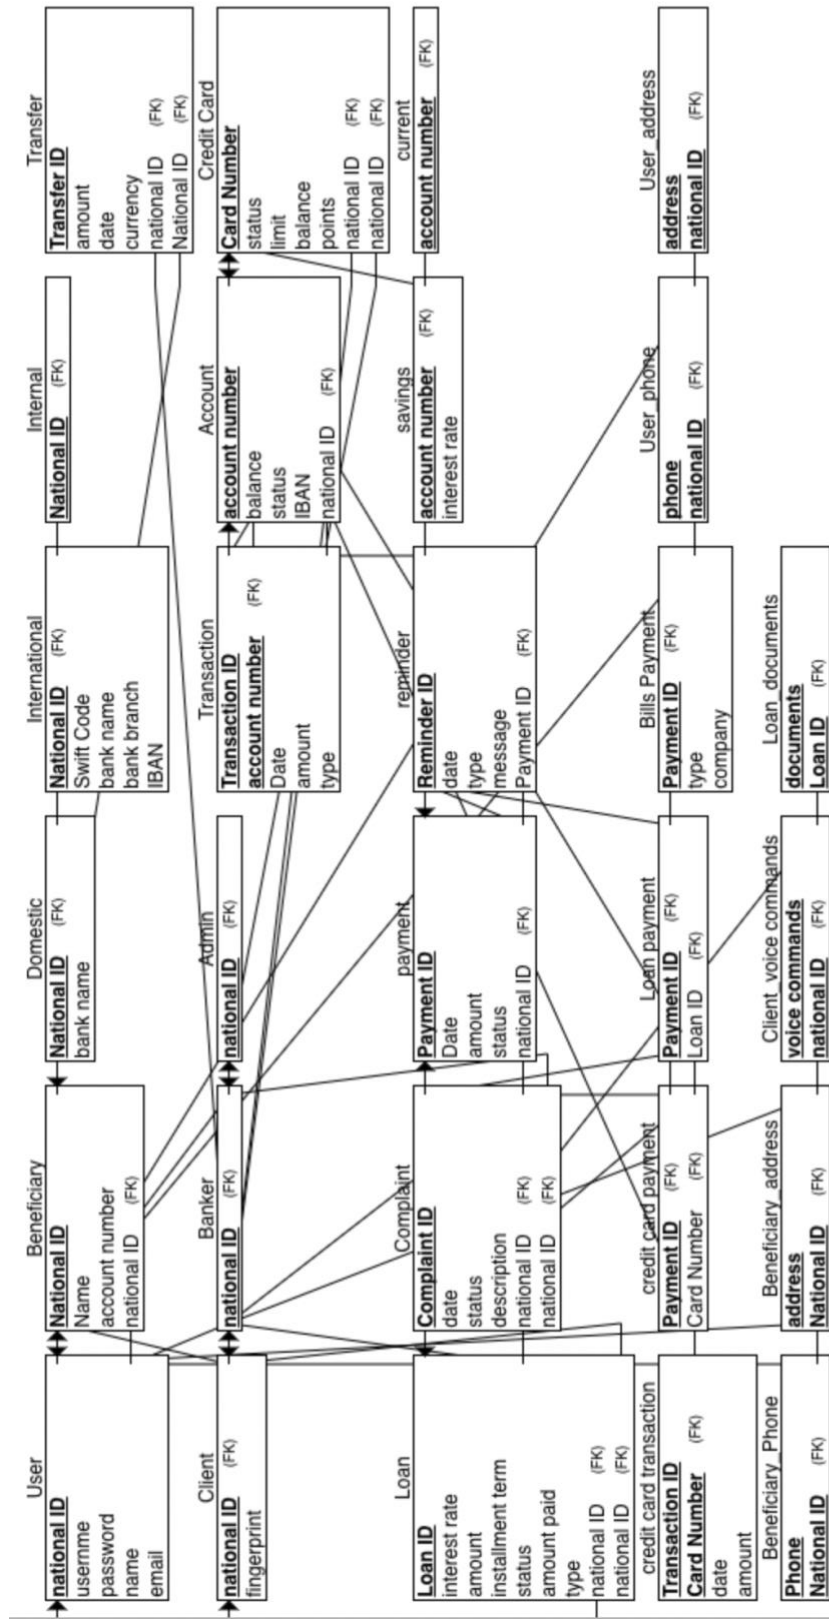 User
national ID
usernme
password
name
email
Beneficiary
National ID
Name
account number
national ID (FK)
Domestic
National ID (FK)
bank name
International
National ID (FK)
Swift Code
bank name
bank branch
IBAN
Internal
National ID (FK)
Transfer
Transfer ID
amount
date
currency
national ID (FK)
National ID (FK)
Client
national ID (FK)
fingerprint
Banker
national ID (FK)
Admin
national ID (FK)
Transaction
Transaction ID
account number (FK)
Date
amount
type
Account
account number
balance
status
IBAN
national ID (FK)
Credit Card
Card Number
status
limit
balance
points
national ID (FK)
national ID (FK)
Loan
Loan ID
interest rate
amount
installment term
status
amount paid
type
national ID (FK)
national ID (FK)
Complaint
Complaint ID
date
status
description
national ID (FK)
national ID (FK)
payment
Payment ID
Date
amount
status
national ID (FK)
reminder
Reminder ID
date
type
message
Payment ID (FK)
savings
account number (FK)
interest rate
current
account number (FK)
credit card transaction
Transaction ID
Card Number (FK)
date
amount
credit card payment
Payment ID (FK)
Card Number (FK)
Loan payment
Payment ID (FK)
Loan ID (FK)
Bills Payment
Payment ID (FK)
type
company
User_phone
phone
national ID (FK)
User_address
address
national ID (FK)
Beneficiary_Phone
Phone
National ID (FK)
Beneficiary_address
address
National ID (FK)
Client_voice commands
voice commands
national ID (FK)
Loan_documents
documents
Loan ID (FK)